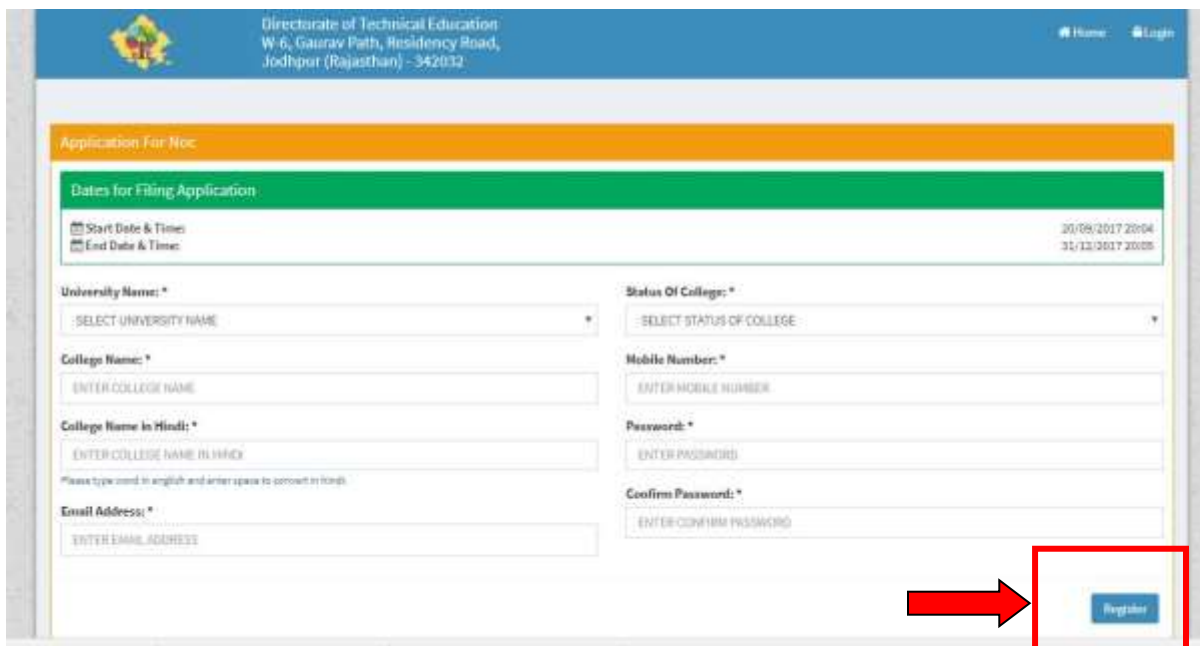 Directorate of Technical Education
W-6, Gaurav Path, Residency Road,
Jodhpur (Rajasthan) - 342032
Home Login
Application For Noc
Dates for Filing Application
Start Date & Time: 20/09/2017 20:04
End Date & Time: 31/12/2017 20:05
University Name: * Status Of College: *
SELECT UNIVERSITY NAME SELECT STATUS OF COLLEGE
College Name: * Mobile Number: *
ENTER COLLEGE NAME ENTER MOBILE NUMBER
College Name in Hindi: * Password: *
ENTER COLLEGE NAME IN HINDI ENTER PASSWORD
Please type word in english and enter space to convert in hindi.
Confirm Password: *
Email Address: *
ENTER CONFIRM PASSWORD
ENTER EMAIL ADDRESS
Register